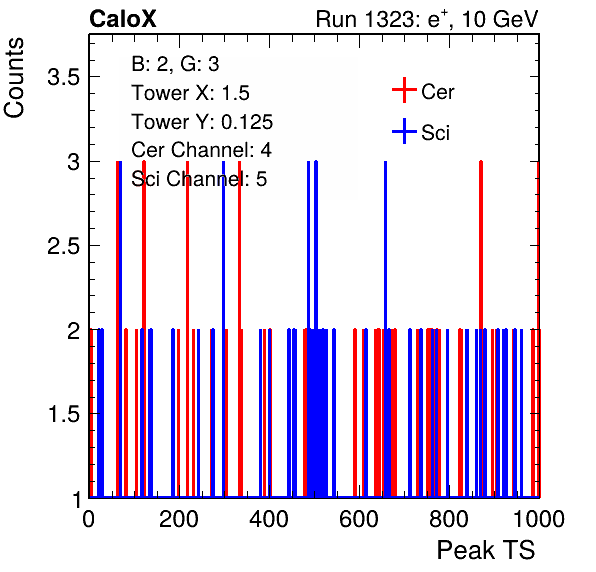 CaloX
Run 1323: e⁺, 10 GeV
Counts
B: 2, G: 3
Tower X: 1.5
Tower Y: 0.125
Cer Channel: 4
Sci Channel: 5
Cer
Sci
3.5
3
2.5
2
1.5
1
0 200 400 600 800 1000
Peak TS